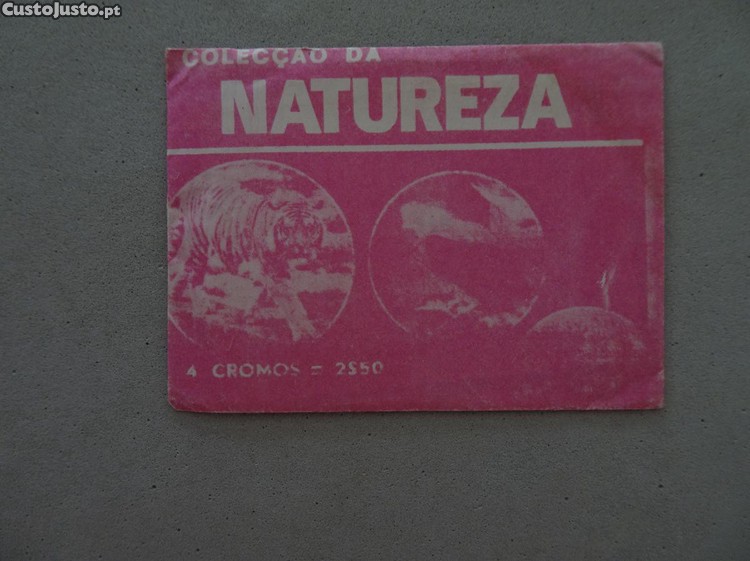 CustoJusto.pt
COLECÇÃO DA
NATUREZA
4 CROMOS = 2$50